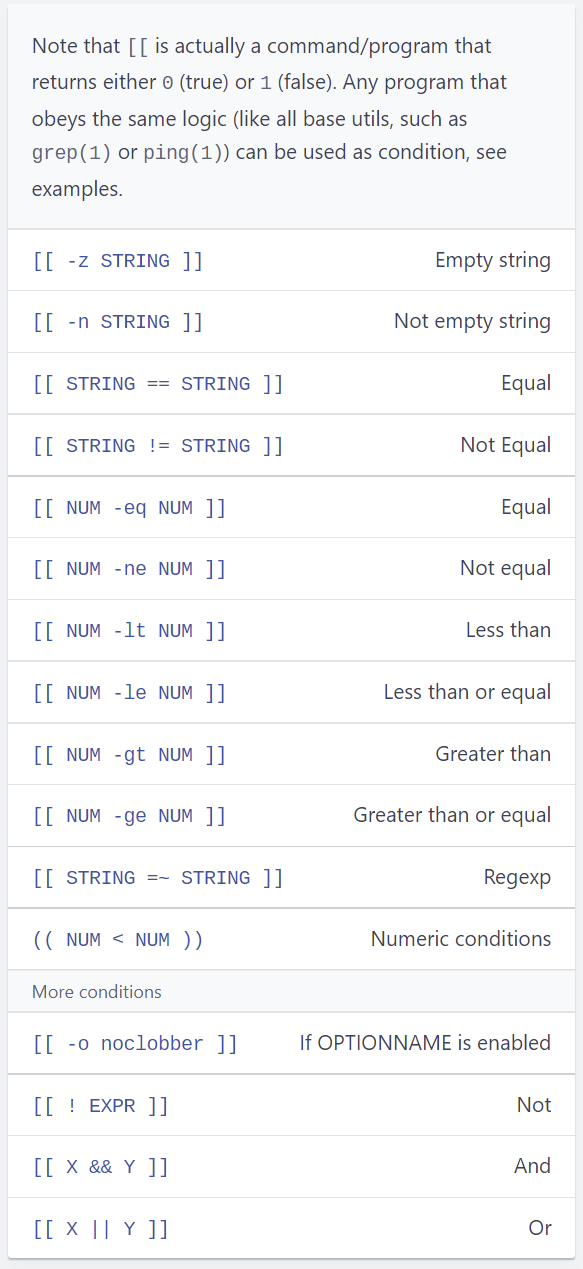 Note that [[ is actually a command/program that
returns either 0 (true) or 1 (false). Any program that
obeys the same logic (like all base utils, such as
grep(1) or ping(1)) can be used as condition, see
examples.
[[ -z STRING ]] Empty string
[[ -n STRING ]] Not empty string
[[ STRING == STRING ]] Equal
[[ STRING != STRING ]] Not Equal
[[ NUM -eq NUM ]] Equal
[[ NUM -ne NUM ]] Not equal
[[ NUM -lt NUM ]] Less than
[[ NUM -le NUM ]] Less than or equal
[[ NUM -gt NUM ]] Greater than
[[ NUM -ge NUM ]] Greater than or equal
[[ STRING =~ STRING ]] Regexp
(( NUM < NUM )) Numeric conditions
More conditions
[[ -o noclobber ]] If OPTIONNAME is enabled
[[ ! EXPR ]] Not
[[ X && Y ]] And
[[ X || Y ]] Or